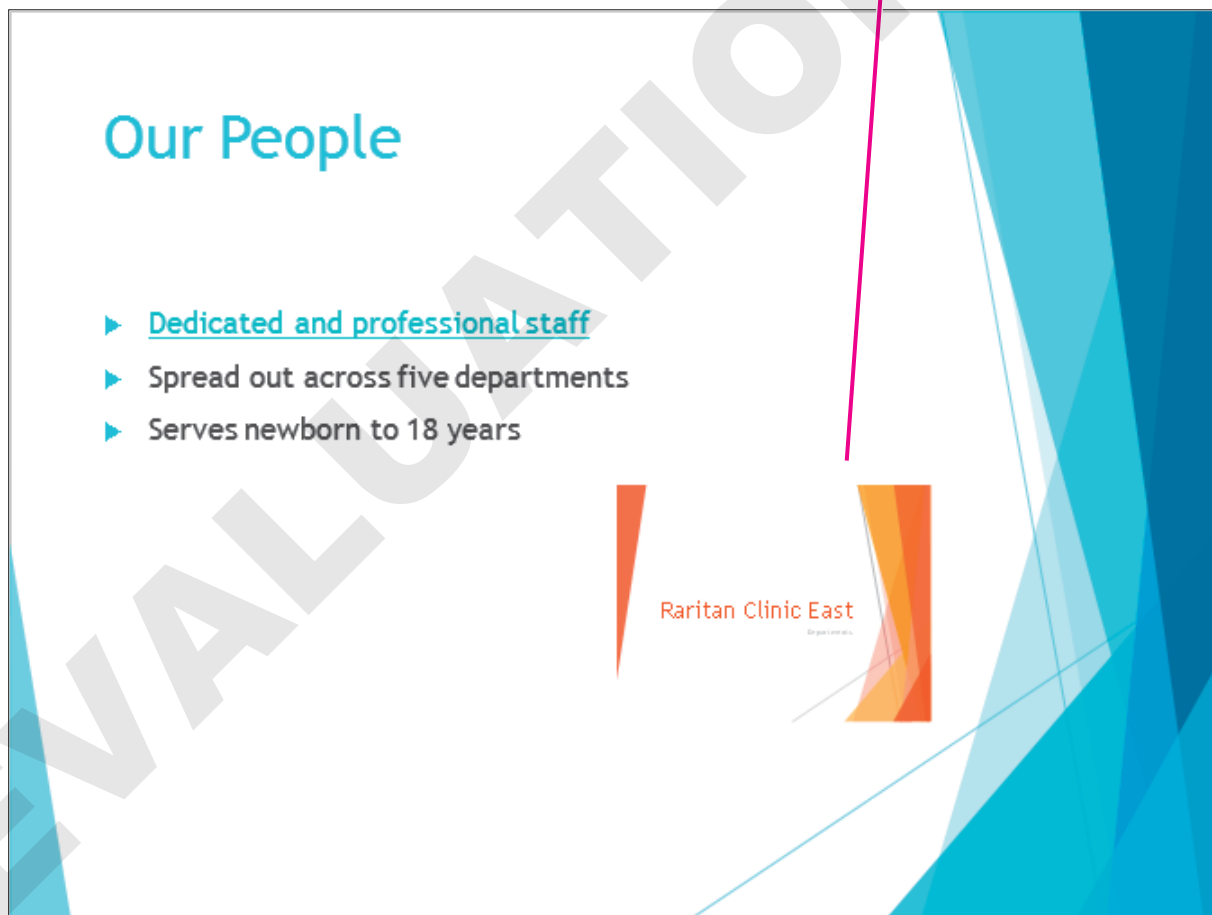 Our People
Dedicated and professional staff
Spread out across five departments
Serves newborn to 18 years
Raritan Clinic East
Departments
EVALUATION